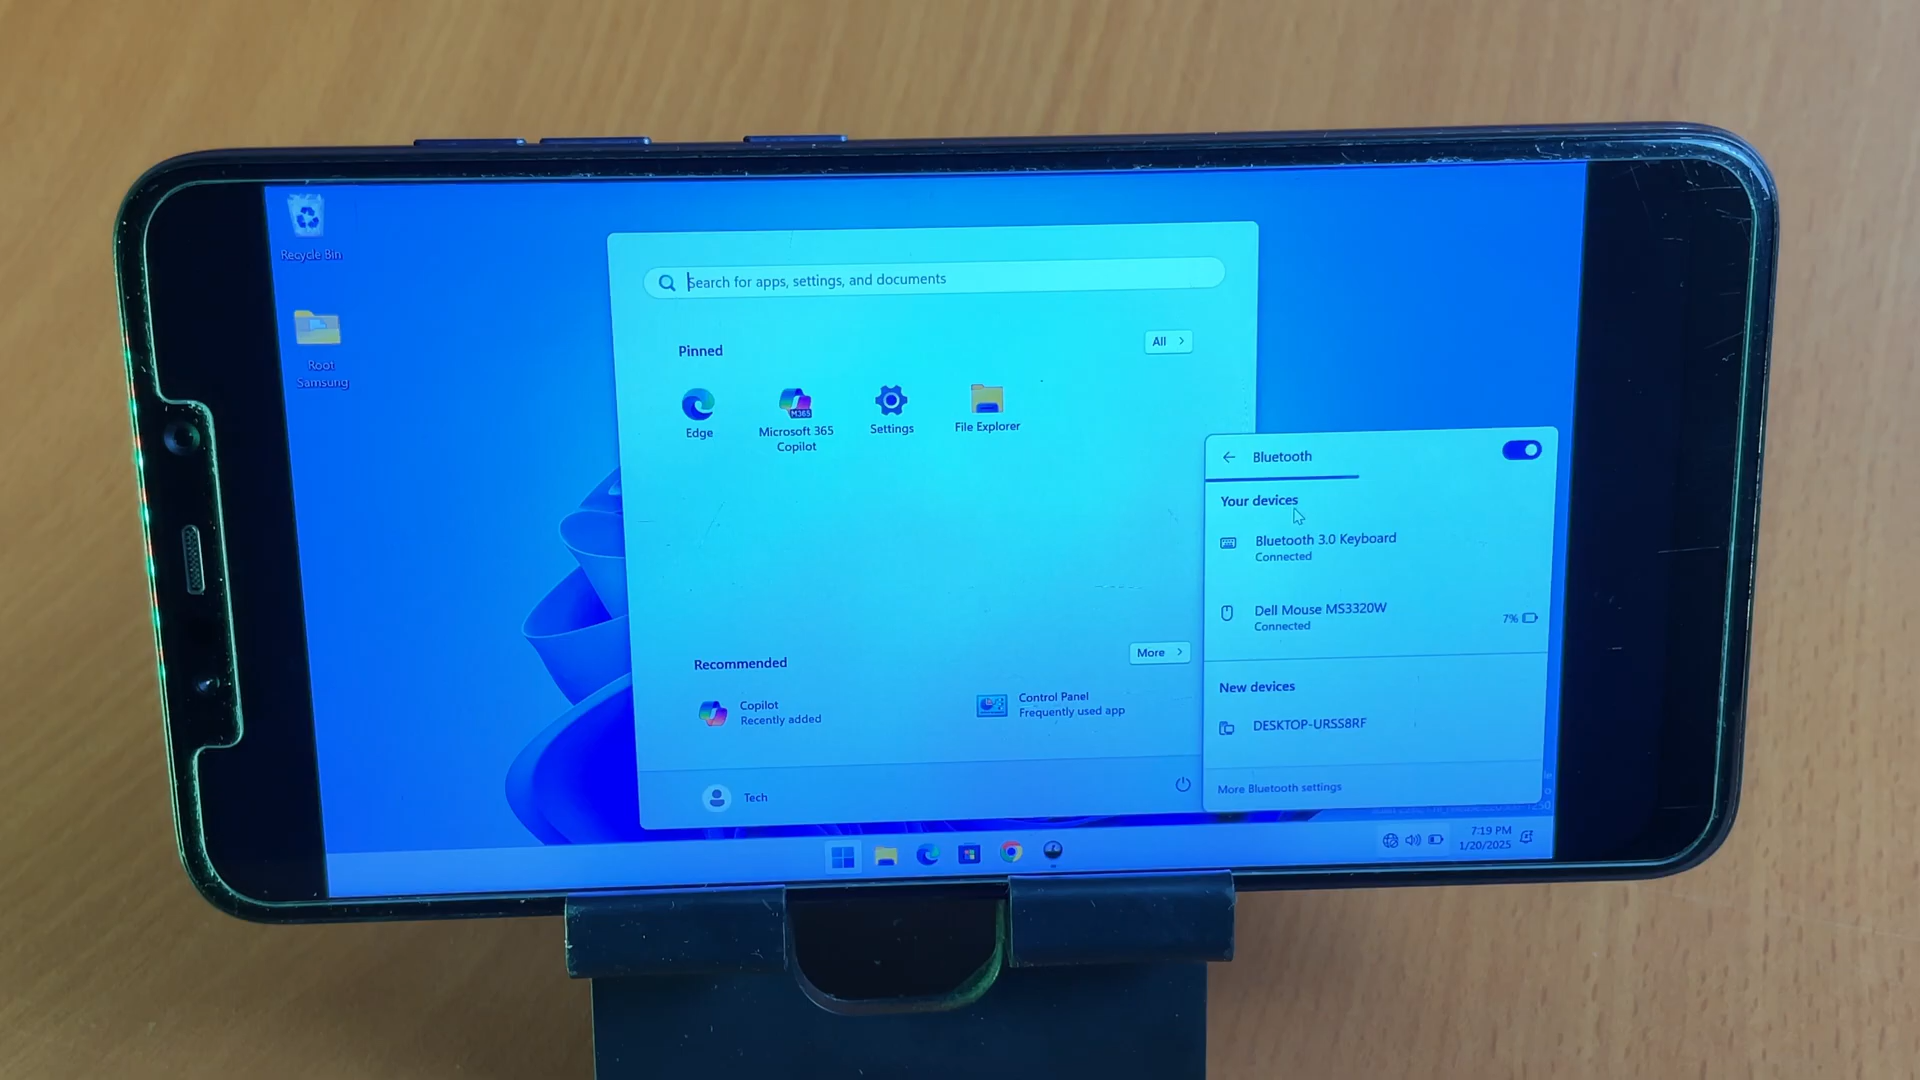 Recycle Bin
Root
Samsung
Search for apps, settings, and documents
Pinned
All
Edge
M365
Microsoft 365
Copilot
Settings
File Explorer
Recommended
More
Copilot
Recently added
Control Panel
Frequently used app
Tech
Bluetooth
Your devices
Bluetooth 3.0 Keyboard
Connected
Dell Mouse MS3320W
Connected
7%
New devices
DESKTOP-URSS8RF
More Bluetooth settings
7:19 PM
1/20/2025